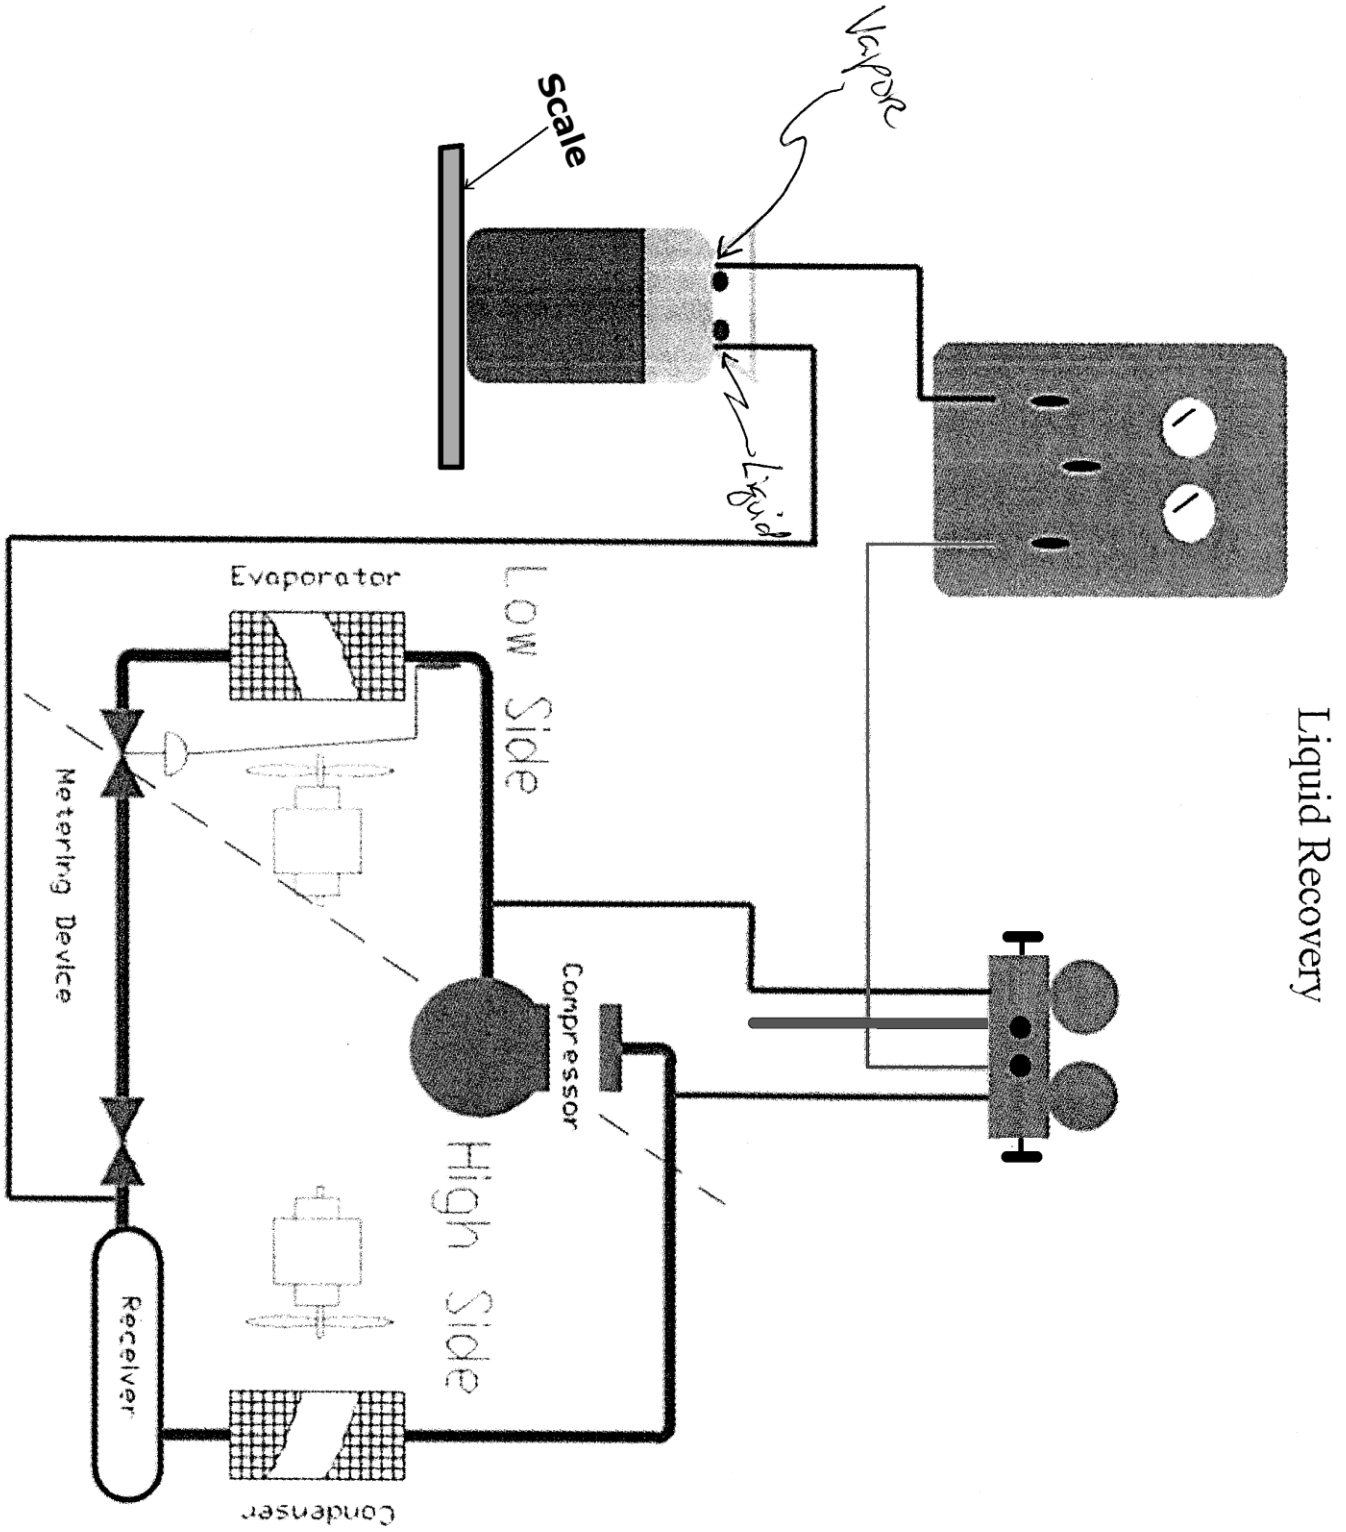 Liquid Recovery
Vapor
Scale
Liquid
Evaporator
Low Side
Metering Device
Compressor
High Side
Receiver
Condenser